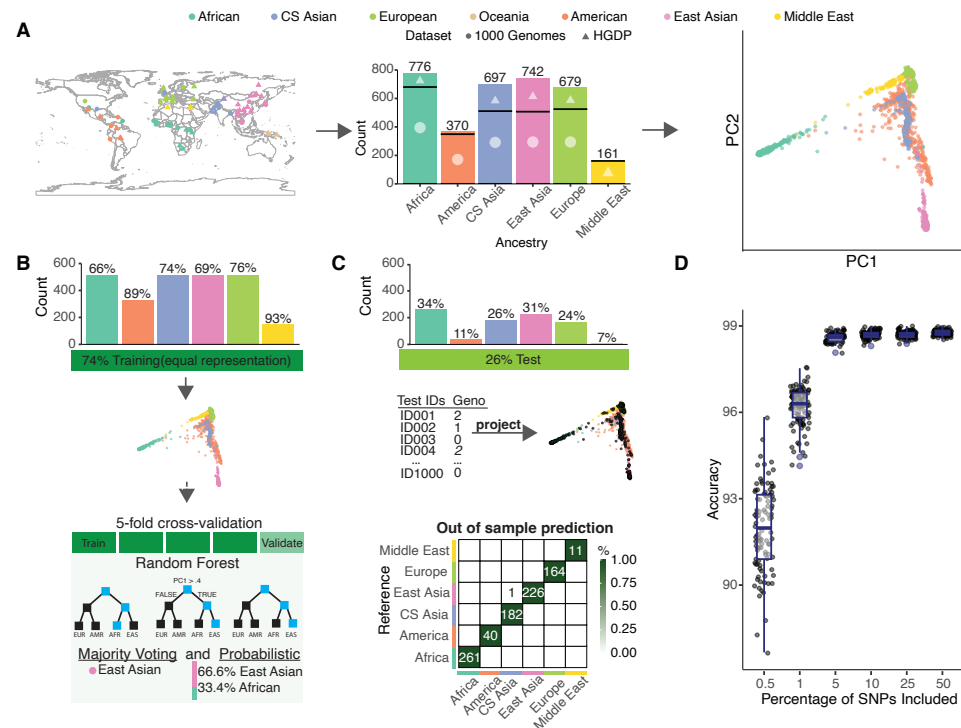 African CS Asian European Oceania American East Asian Middle East
Dataset 1000 Genomes HGDP
A
Count
800
600
400
200
0
776
370
697
742
679
161
Africa
America
CS Asia
East Asia
Europe
Middle East
Ancestry
PC2
PC1
B
Count
600
400
200
0
66%
89%
74%
69%
76%
93%
74% Training(equal representation)
5-fold cross-validation
Train
Validate
Random Forest
PC1 > .4
FALSE TRUE
EUR AMR AFR EAS
EUR AMR AFR EAS
EUR AMR AFR EAS
Majority Voting and Probabilistic
East Asian
66.6% East Asian
33.4% African
C
Count
600
400
200
0
34%
11%
26%
31%
24%
7%
26% Test
Test IDs Geno
ID001 2
ID002 1
ID003 0
ID004 2
... ...
ID1000 0
project
Out of sample prediction
Reference
Middle East
Europe
East Asia
CS Asia
America
Africa
11
164
1 226
182
40
261
Africa
America
CS Asia
East Asia
Europe
Middle East
%
1.00
0.75
0.50
0.25
0.00
D
Accuracy
99
96
93
90
0.5 1 5 10 25 50
Percentage of SNPs Included